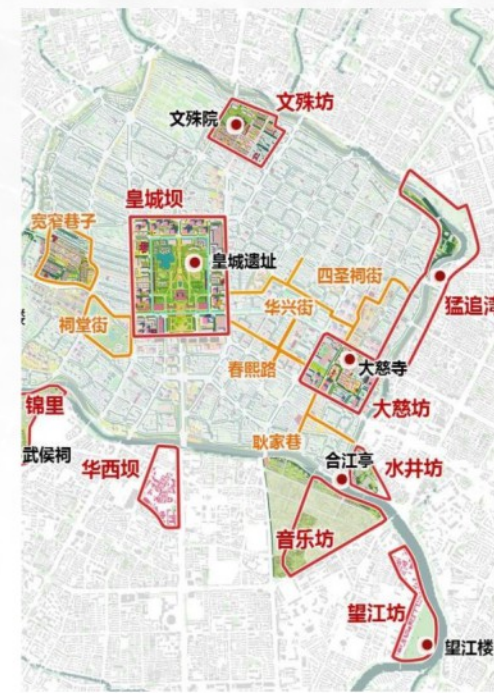 文殊坊
文殊院
皇城坝
宽窄巷子
皇城遗址
四圣祠街
华兴街
猛追湾
祠堂街
春熙路
大慈寺
大慈坊
锦里
耿家巷
武侯祠
华西坝
合江亭
水井坊
音乐坊
望江坊
望江楼